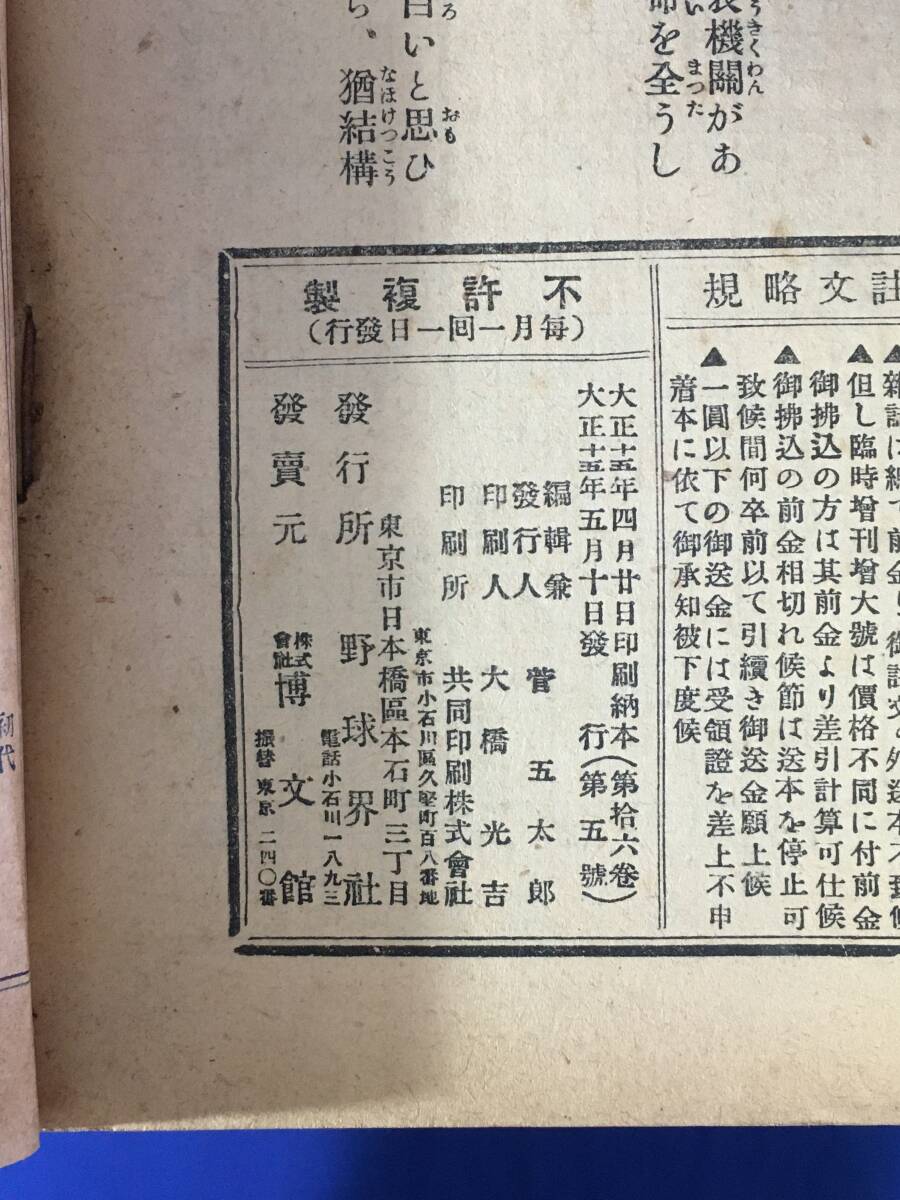 機關があ
命を全うし
白いと思ひ
ら、猶結構
註文略規
▲雜誌は總て前金
▲但し臨時增刊增大號は價格不同に付前金
御拂込の方は其前金より差引計算可仕候
▲御拂込の前金相切れ候節は送本を停止可
致候間何卒前以て引續き御送金願上候
▲一圓以下の御送金には受領證を差上不申
着本に依て御承知被下度候
不許複製
(每月一回一日發行)
大正十五年四月廿日印刷納本(第拾六卷)
大正十五年五月十日發行(第五號)
編輯兼發行人 菅五太郎
印刷人 大橋光吉
印刷所 共同印刷株式會社
東京市小石川區久堅町百八番地
東京市日本橋區本石町三丁目
發行所 野球界社
電話小石川一八九三
發賣元 株式會社博文館
振替東京二四〇番
初代